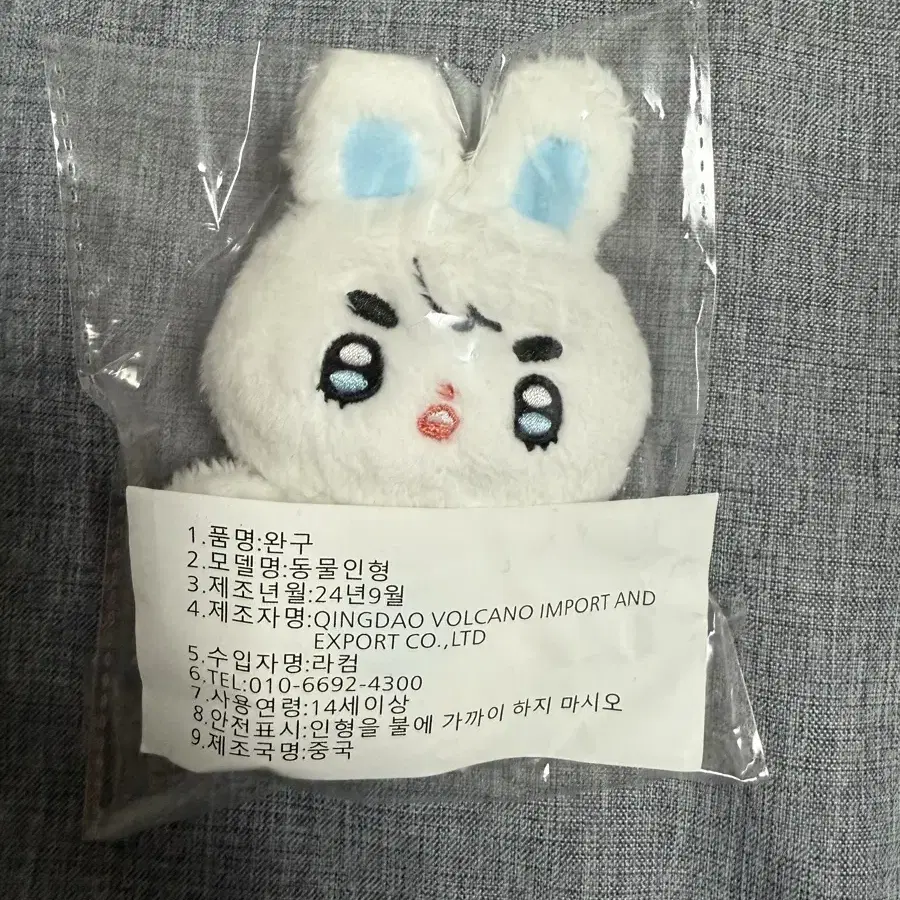 1.품명:완구
2.모델명:동물인형
3.제조년월:24년9월
4.제조자명:QINGDAO VOLCANO IMPORT AND
EXPORT CO.,LTD
5.수입자명:라컴
6.TEL:010-6692-4300
7.사용연령:14세이상
8.안전표시:인형을 불에 가까이 하지 마시오
9.제조국명:중국